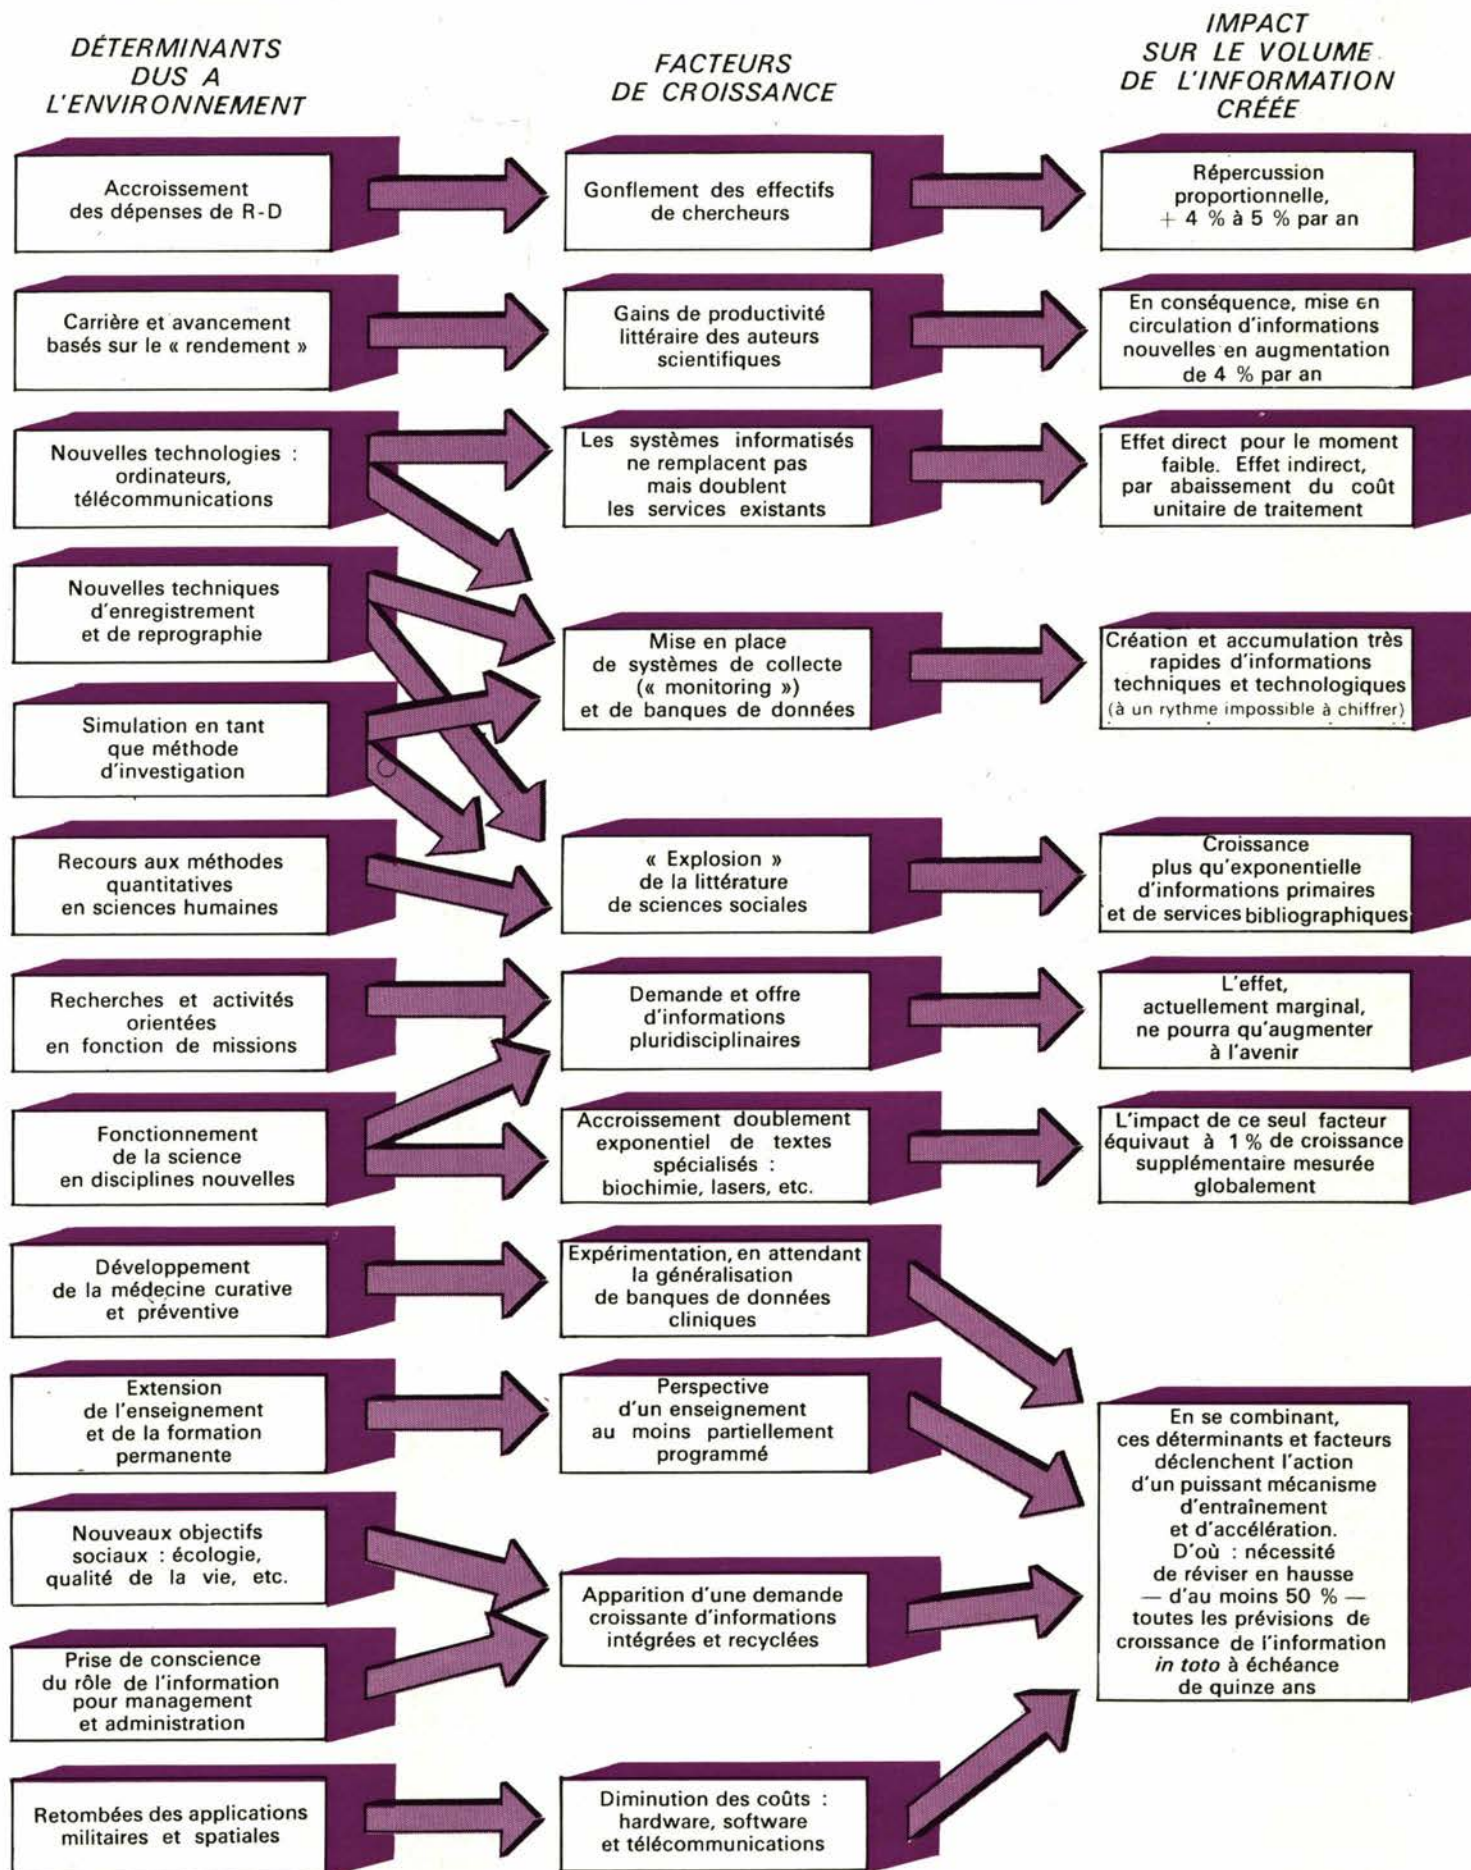 DÉTERMINANTS
DUS A
L'ENVIRONNEMENT
FACTEURS
DE CROISSANCE
IMPACT
SUR LE VOLUME
DE L'INFORMATION
CRÉÉE
Accroissement
des dépenses de R-D
Gonflement des effectifs
de chercheurs
Répercussion
proportionnelle,
+ 4 % à 5 % par an
Carrière et avancement
basés sur le « rendement »
Gains de productivité
littéraire des auteurs
scientifiques
En conséquence, mise en
circulation d'informations
nouvelles en augmentation
de 4 % par an
Nouvelles technologies :
ordinateurs,
télécommunications
Les systèmes informatisés
ne remplacent pas
mais doublent
les services existants
Effet direct pour le moment
faible. Effet indirect,
par abaissement du coût
unitaire de traitement
Nouvelles techniques
d'enregistrement
et de reprographie
Mise en place
de systèmes de collecte
(« monitoring »)
et de banques de données
Création et accumulation très
rapides d'informations
techniques et technologiques
(à un rythme impossible à chiffrer)
Simulation en tant
que méthode
d'investigation
Recours aux méthodes
quantitatives
en sciences humaines
« Explosion »
de la littérature
de sciences sociales
Croissance
plus qu'exponentielle
d'informations primaires
et de services bibliographiques
Recherches et activités
orientées
en fonction de missions
Demande et offre
d'informations
pluridisciplinaires
L'effet,
actuellement marginal,
ne pourra qu'augmenter
à l'avenir
Fonctionnement
de la science
en disciplines nouvelles
Accroissement doublement
exponentiel de textes
spécialisés :
biochimie, lasers, etc.
L'impact de ce seul facteur
équivaut à 1 % de croissance
supplémentaire mesurée
globalement
Développement
de la médecine curative
et préventive
Expérimentation, en attendant
la généralisation
de banques de données
cliniques
Extension
de l'enseignement
et de la formation
permanente
Perspective
d'un enseignement
au moins partiellement
programmé
En se combinant,
ces déterminants et facteurs
déclenchent l'action
d'un puissant mécanisme
d'entraînement
et d'accélération.
D'où : nécessité
de réviser en hausse
— d'au moins 50 % —
toutes les prévisions de
croissance de l'information
in toto à échéance
de quinze ans
Nouveaux objectifs
sociaux : écologie,
qualité de la vie, etc.
Apparition d'une demande
croissante d'informations
intégrées et recyclées
Prise de conscience
du rôle de l'information
pour management
et administration
Retombées des applications
militaires et spatiales
Diminution des coûts :
hardware, software
et télécommunications